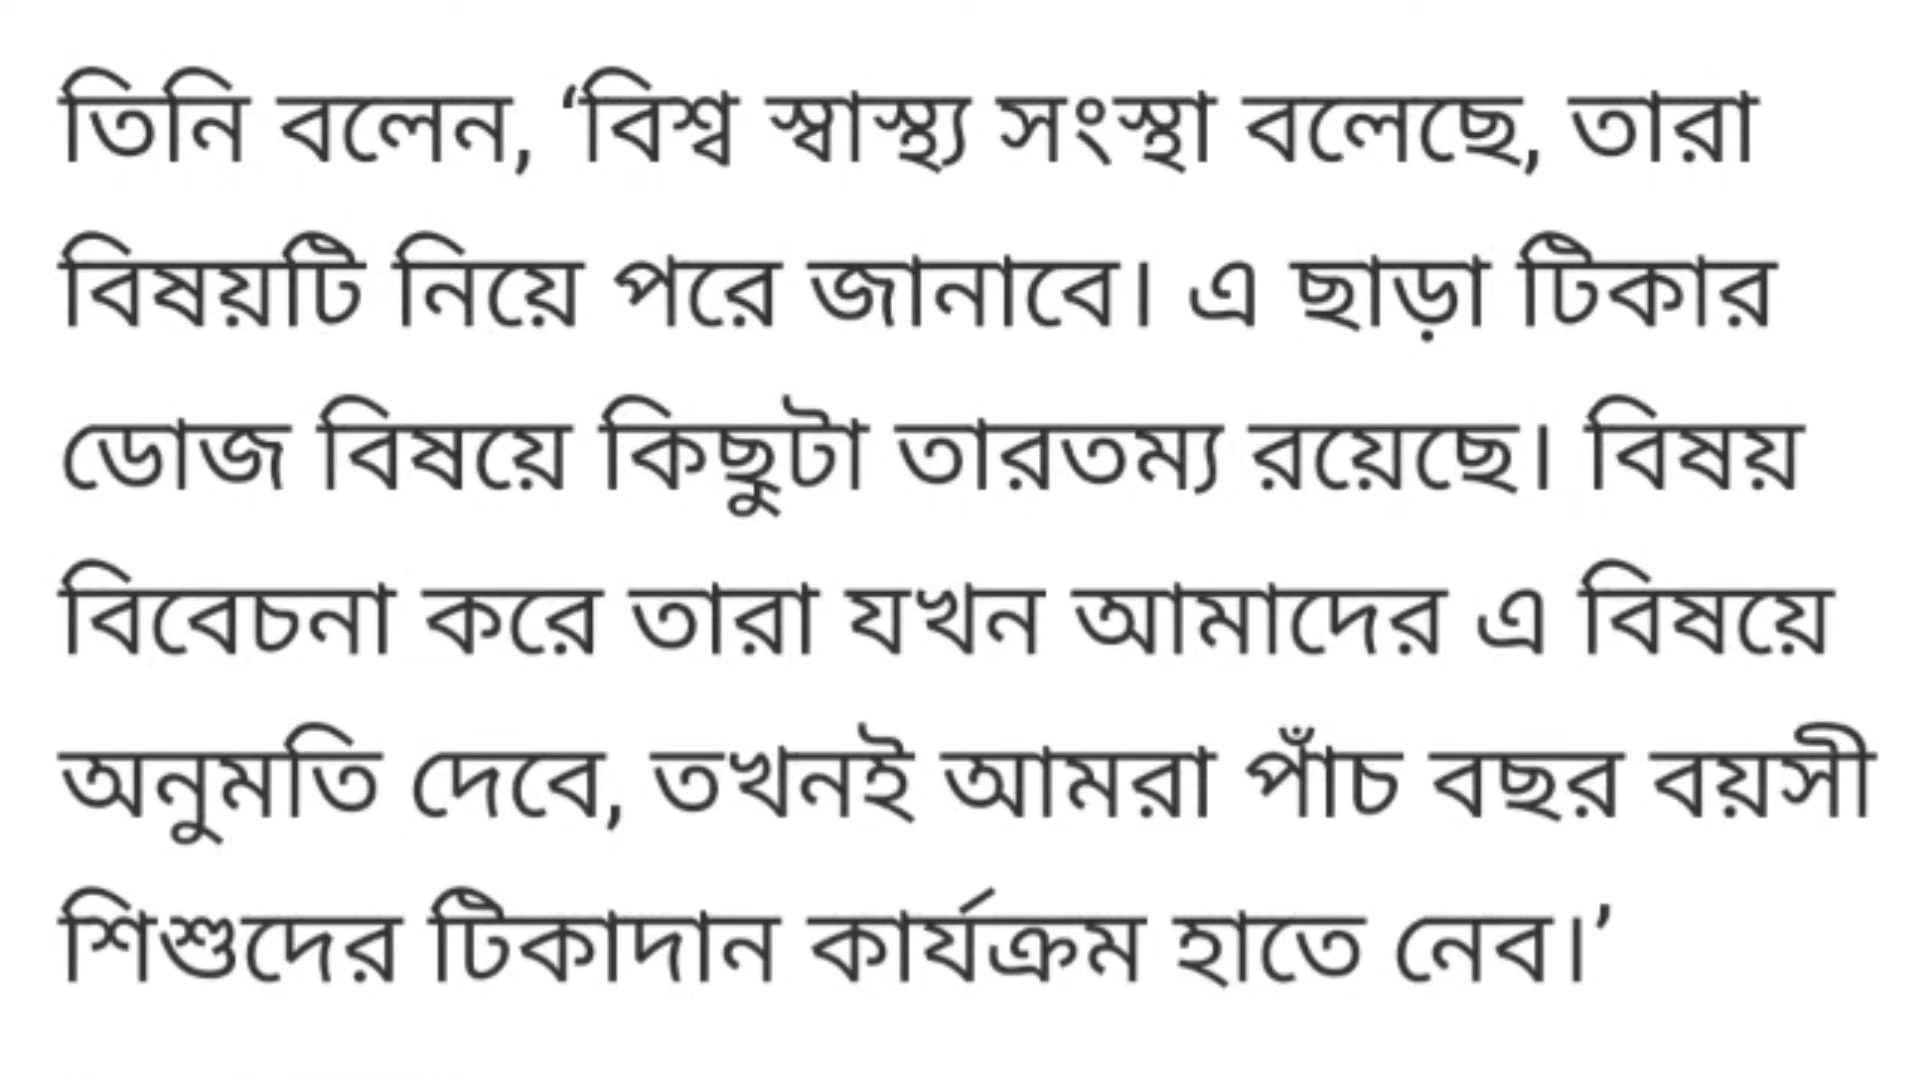 তিনি বলেন, ‘বিশ্ব স্বাস্থ্য সংস্থা বলেছে, তারা
বিষয়টি নিয়ে পরে জানাবে। এ ছাড়া টিকার
ডোজ বিষয়ে কিছুটা তারতম্য রয়েছে। বিষয়
বিবেচনা করে তারা যখন আমাদের এ বিষয়ে
অনুমতি দেবে, তখনই আমরা পাঁচ বছর বয়সী
শিশুদের টিকাদান কার্যক্রম হাতে নেব।’